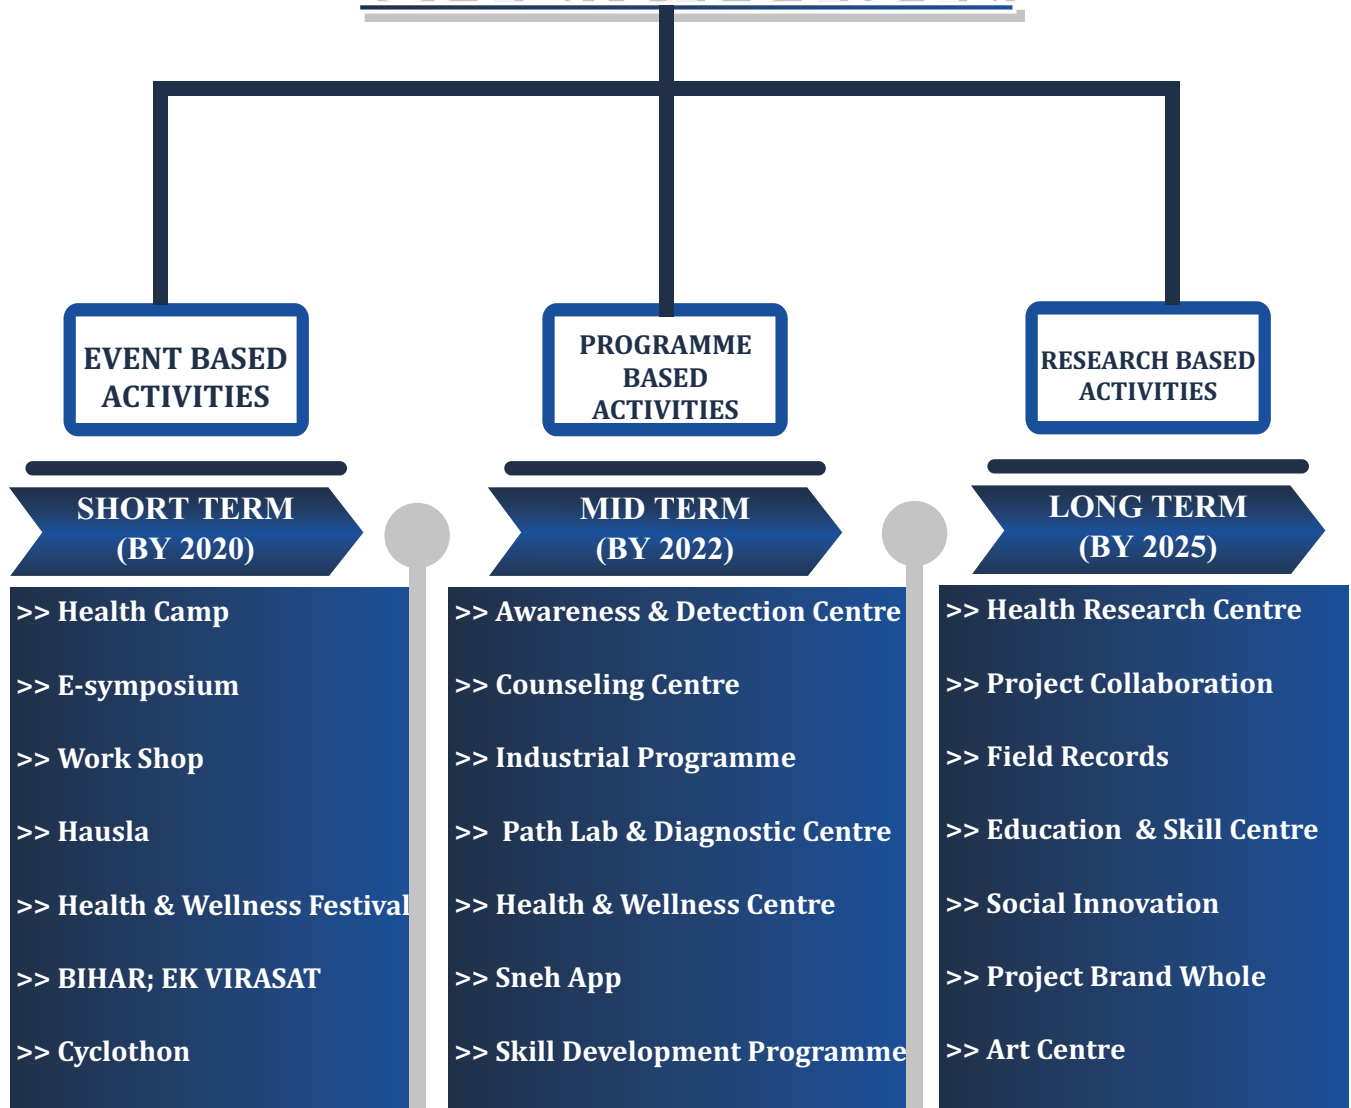 EVENT BASED
ACTIVITIES
SHORT TERM
(BY 2020)
>> Health Camp
>> E-symposium
>> Work Shop
>> Hausla
>> Health & Wellness Festival
>> BIHAR; EK VIRASAT
>> Cyclothon
PROGRAMME
BASED
ACTIVITIES
MID TERM
(BY 2022)
>> Awareness & Detection Centre
>> Counseling Centre
>> Industrial Programme
>> Path Lab & Diagnostic Centre
>> Health & Wellness Centre
>> Sneh App
>> Skill Development Programme
RESEARCH BASED
ACTIVITIES
LONG TERM
(BY 2025)
>> Health Research Centre
>> Project Collaboration
>> Field Records
>> Education & Skill Centre
>> Social Innovation
>> Project Brand Whole
>> Art Centre